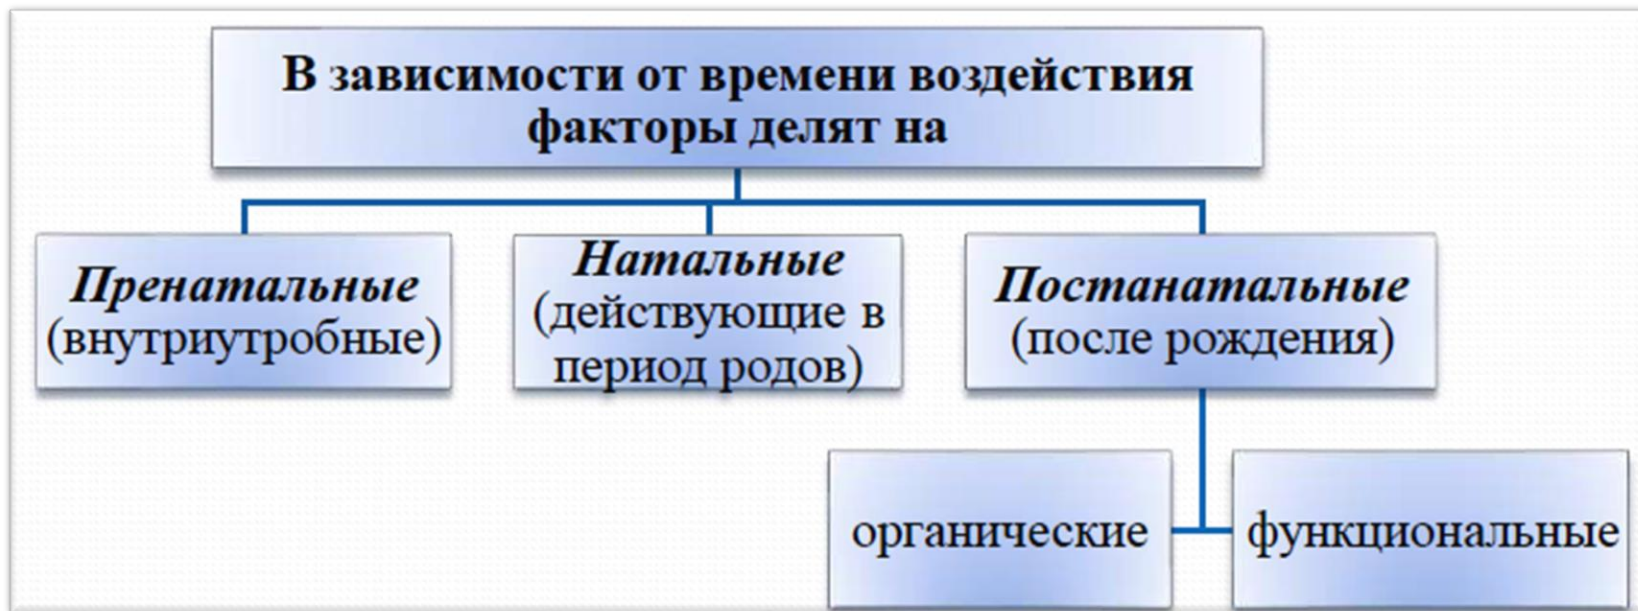 В зависимости от времени воздействия
факторы делят на
Пренатальные
(внутриутробные)
Натальные
(действующие в
период родов)
Постанатальные
(после рождения)
органические
функциональные